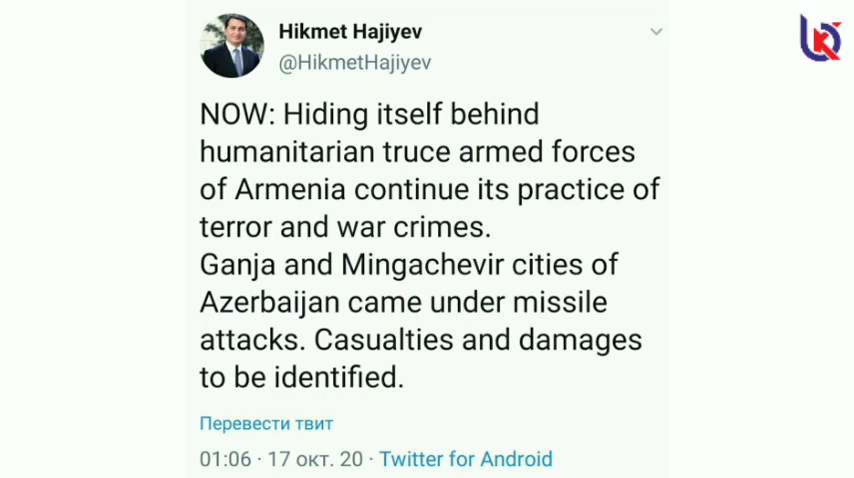 Hikmet Hajiyev
@HikmetHajiyev
NOW: Hiding itself behind
humanitarian truce armed forces
of Armenia continue its practice of
terror and war crimes.
Ganja and Mingachevir cities of
Azerbaijan came under missile
attacks. Casualties and damages
to be identified.
Перевести твит
01:06 · 17 окт. 20 · Twitter for Android